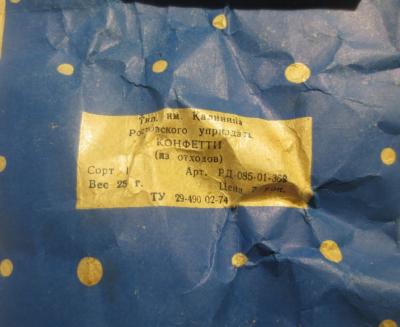 Тип. им. Калинина
Ростовского уприздата
КОНФЕТТИ
(из отходов)
Сорт 1 Арт. РД-085-01-368
Вес 25 г. Цена 7 коп.
ТУ 29-490 02-74